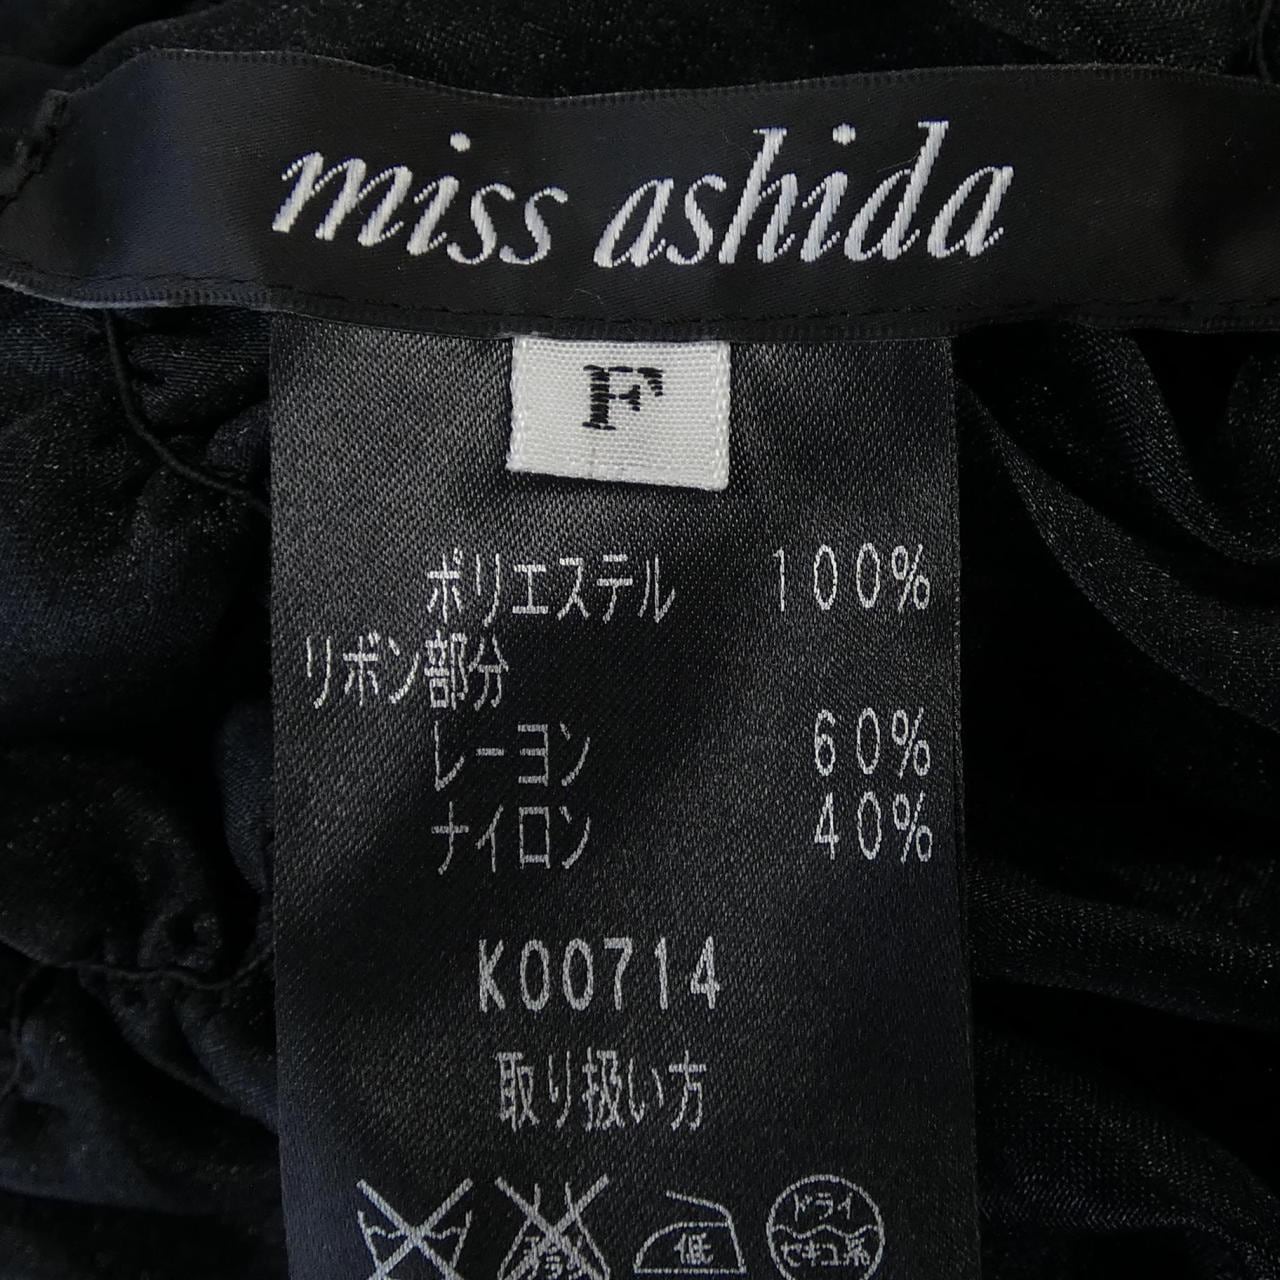 miss ashida
F
ポリエステル 100%
リボン部分
レーヨン 60%
ナイロン 40%
K00714
取り扱い方
低
ドライ
セキユ系